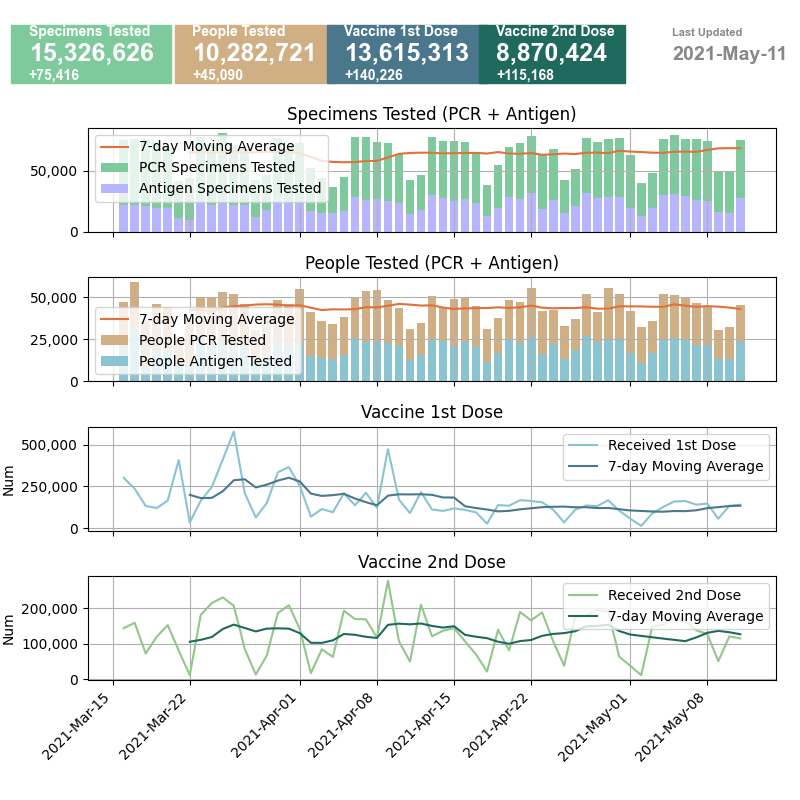 Specimens Tested
15,326,626
+75,416
People Tested
10,282,721
+45,090
Vaccine 1st Dose
13,615,313
+140,226
Vaccine 2nd Dose
8,870,424
+115,168
Last Updated
2021-May-11
Specimens Tested (PCR + Antigen)
7-day Moving Average
PCR Specimens Tested
Antigen Specimens Tested
50,000
0
People Tested (PCR + Antigen)
7-day Moving Average
People PCR Tested
People Antigen Tested
50,000
25,000
0
Vaccine 1st Dose
Received 1st Dose
7-day Moving Average
500,000
250,000
0
Num
Vaccine 2nd Dose
Received 2nd Dose
7-day Moving Average
200,000
100,000
0
Num
2021-Mar-15
2021-Mar-22
2021-Apr-01
2021-Apr-08
2021-Apr-15
2021-Apr-22
2021-May-01
2021-May-08